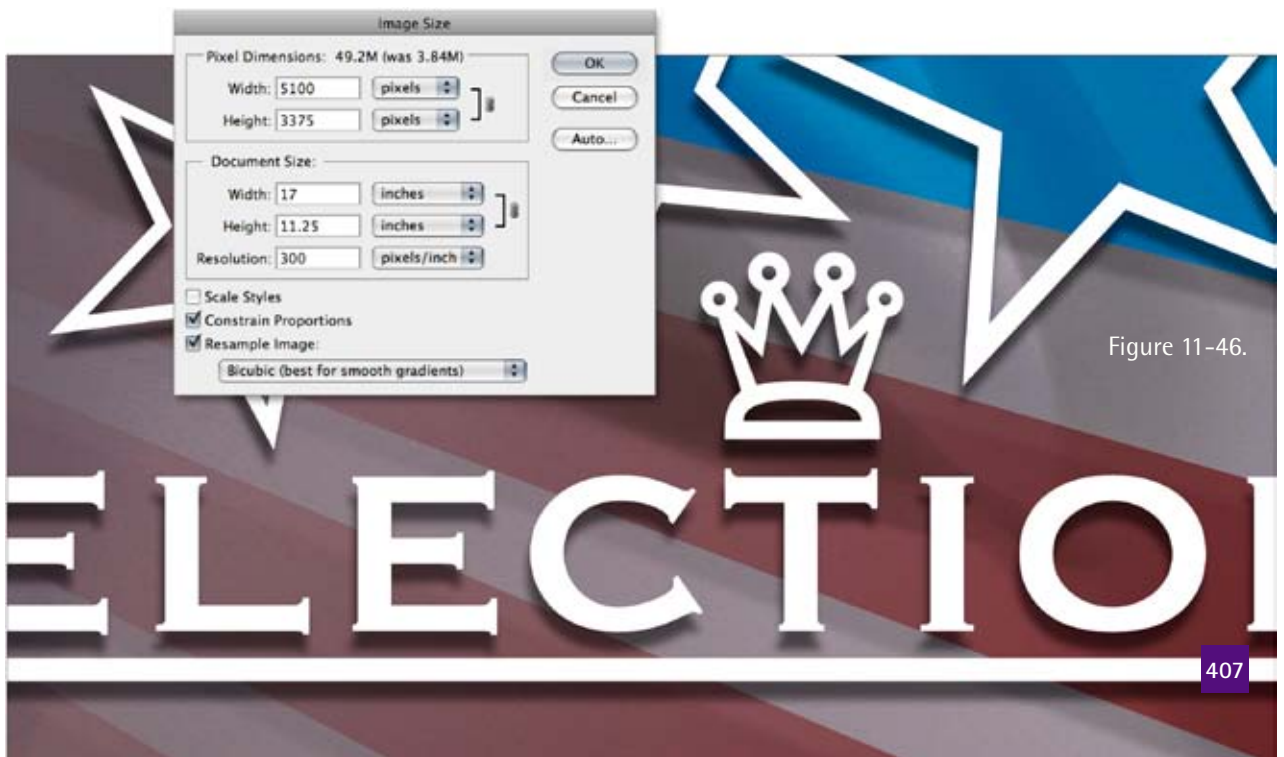 Image Size
Pixel Dimensions: 49.2M (was 3.84M)
Width: 5100 pixels
Height: 3375 pixels
Document Size:
Width: 17 inches
Height: 11.25 inches
Resolution: 300 pixels/inch
Scale Styles
Constrain Proportions
Resample Image:
Bicubic (best for smooth gradients)
OK
Cancel
Auto...
Figure 11-46.
ELECTIO
407